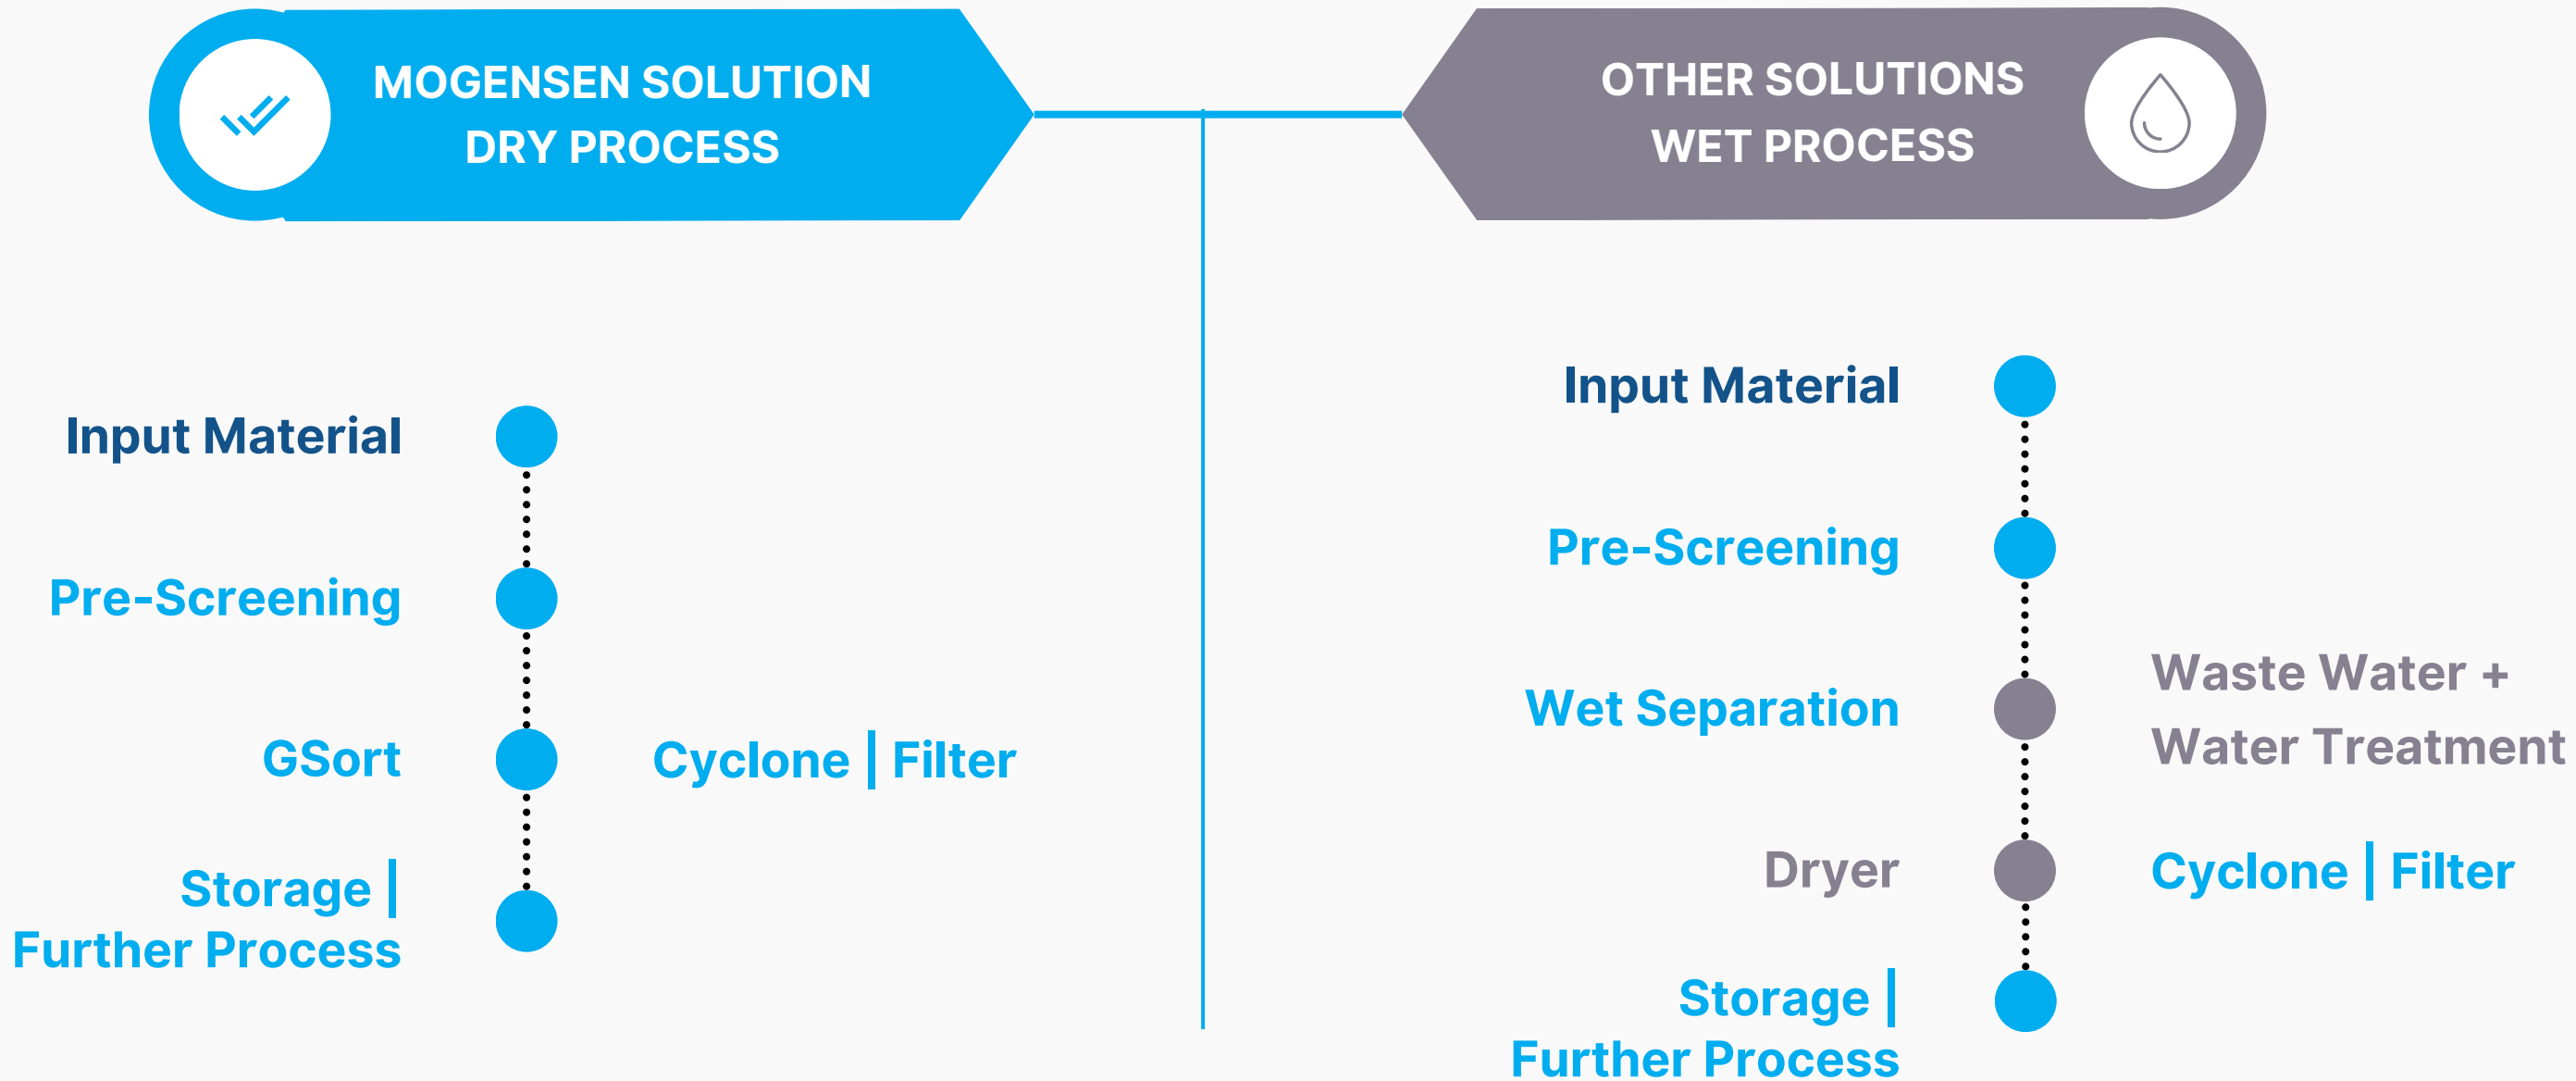 MOGENSEN SOLUTION
DRY PROCESS
Input Material
Pre-Screening
GSort
Cyclone | Filter
Storage |
Further Process
OTHER SOLUTIONS
WET PROCESS
Input Material
Pre-Screening
Wet Separation
Waste Water +
Water Treatment
Dryer
Cyclone | Filter
Storage |
Further Process